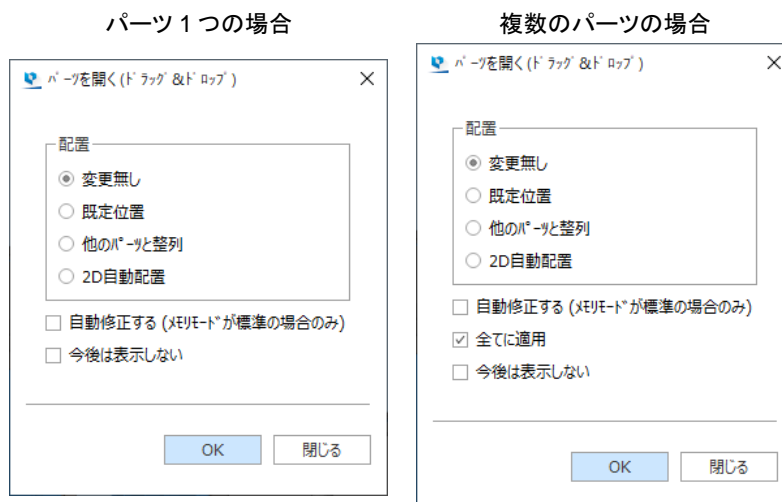 パーツ１つの場合
ﾊﾟｰﾂを開く(ﾄﾞﾗｯｸﾞ&ﾄﾞﾛｯﾌﾟ)
配置
変更無し
既定位置
他のﾊﾟｰﾂと整列
2D自動配置
自動修正する (ﾒﾓﾘﾓｰﾄﾞが標準の場合のみ)
今後は表示しない
OK
閉じる
複数のパーツの場合
ﾊﾟｰﾂを開く(ﾄﾞﾗｯｸﾞ&ﾄﾞﾛｯﾌﾟ)
配置
変更無し
既定位置
他のﾊﾟｰﾂと整列
2D自動配置
自動修正する (ﾒﾓﾘﾓｰﾄﾞが標準の場合のみ)
全てに適用
今後は表示しない
OK
閉じる